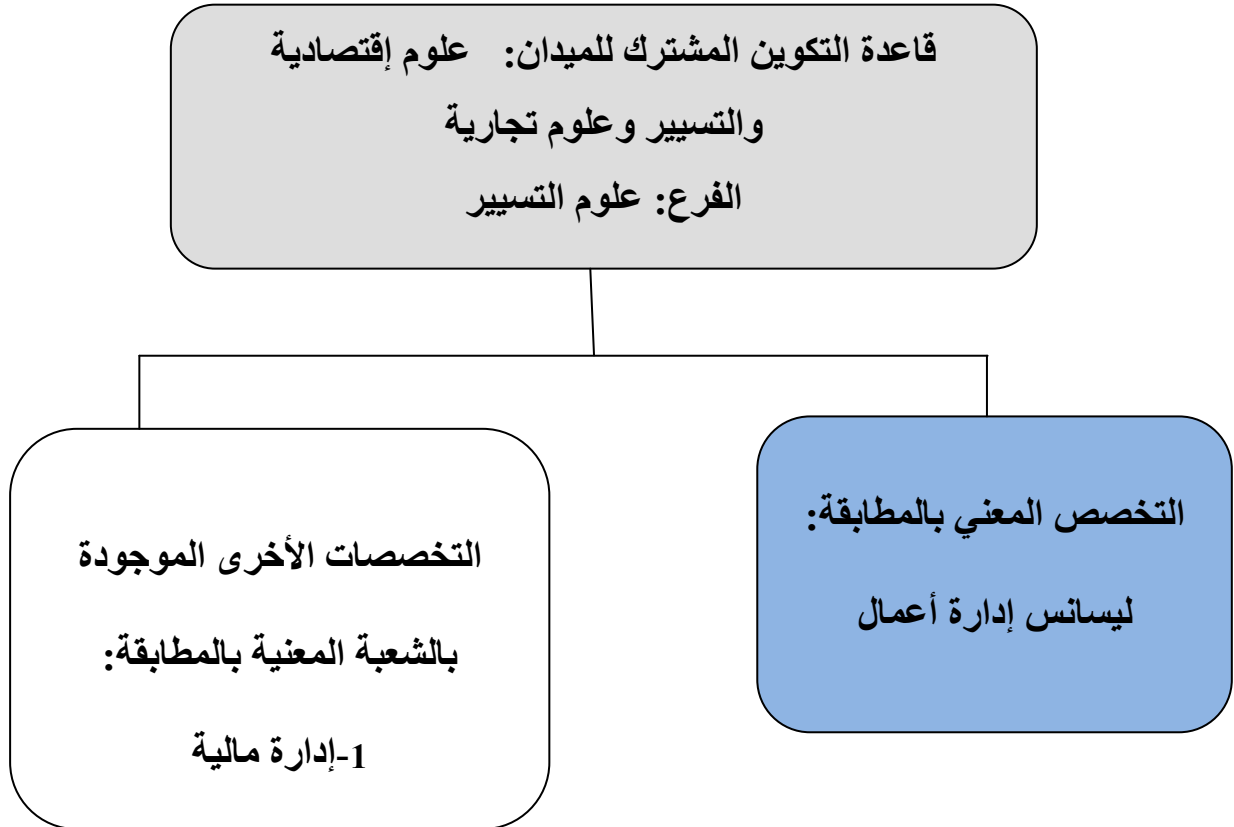 قاعدة التكوين المشترك للميدان: علوم إقتصادية
والتسيير وعلوم تجارية
الفرع: علوم التسيير
التخصص المعني بالمطابقة:
ليسانس إدارة أعمال
التخصصات الأخرى الموجودة
بالشعبة المعنية بالمطابقة:
1-إدارة مالية